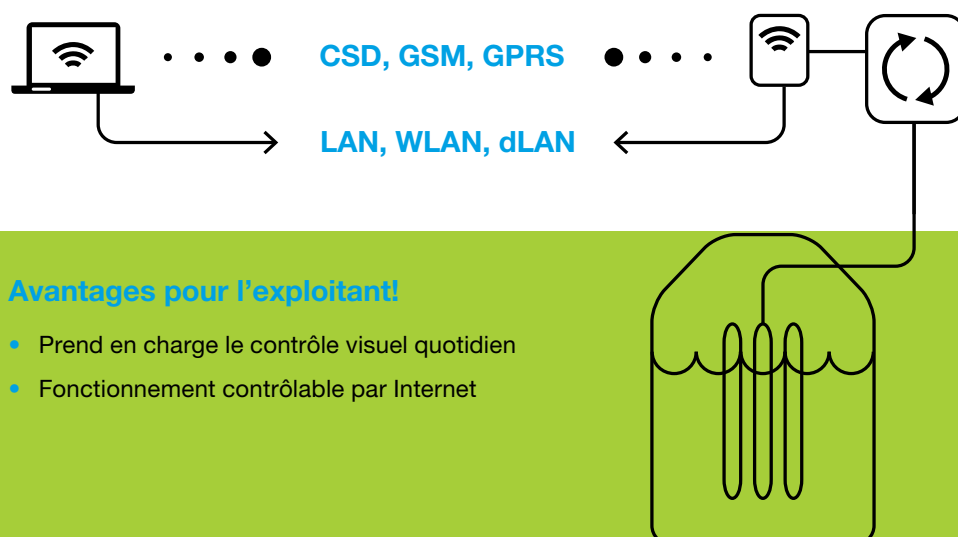 CSD, GSM, GPRS
LAN, WLAN, dLAN
Avantages pour l’exploitant!
• Prend en charge le contrôle visuel quotidien
• Fonctionnement contrôlable par Internet